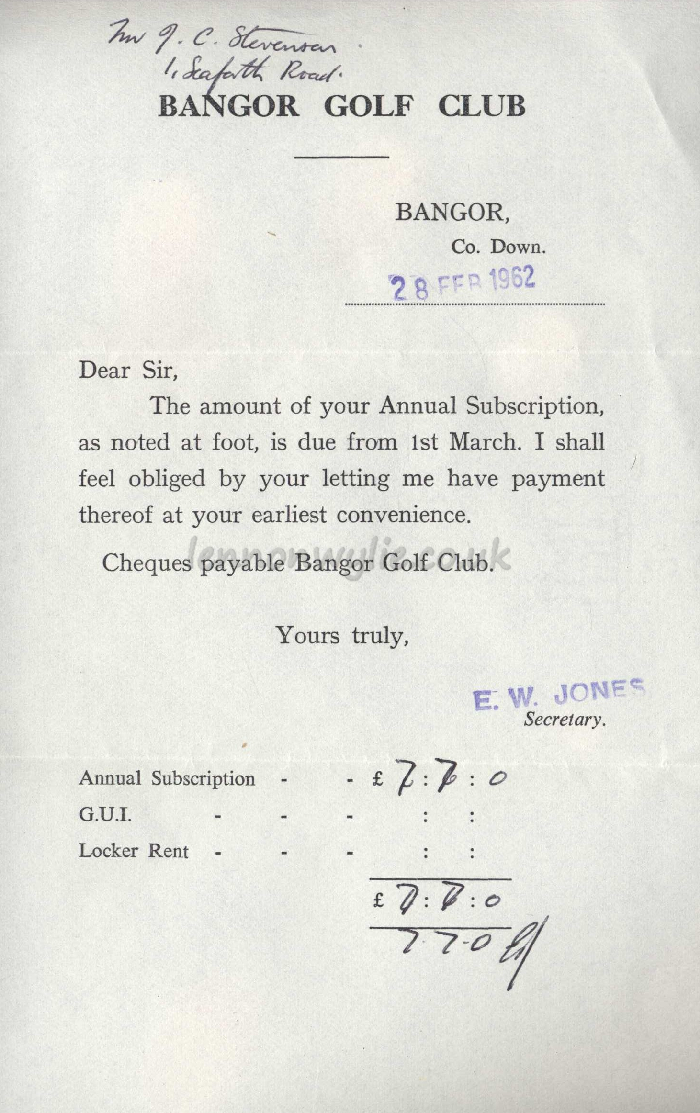 Mr J. C. Stevenson
1, Seaforth Road.
BANGOR GOLF CLUB
BANGOR,
Co. Down.
28 FEB 1962
Dear Sir,
The amount of your Annual Subscription,
as noted at foot, is due from 1st March. I shall
feel obliged by your letting me have payment
thereof at your earliest convenience.
lennonwylie.co.uk
Cheques payable Bangor Golf Club.
Yours truly,
E. W. JONES
Secretary.
Annual Subscription - - £ 7 : 7 : 0
G.U.I. - - - : :
Locker Rent - - - : :
£ 7 : 7 : 0
7-7-0